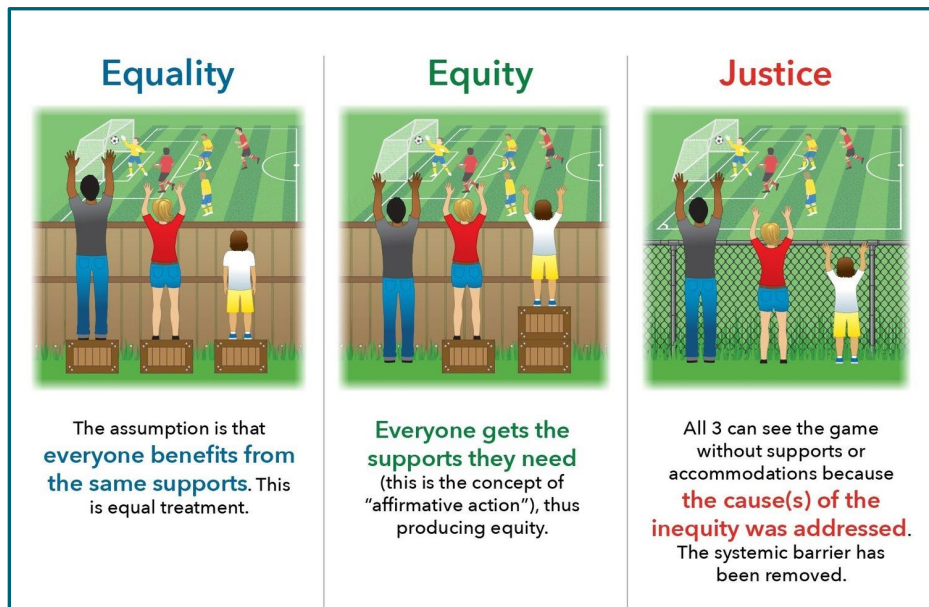 Equality
The assumption is that
everyone benefits from
the same supports. This
is equal treatment.
Equity
Everyone gets the
supports they need
(this is the concept of
“affirmative action”), thus
producing equity.
Justice
All 3 can see the game
without supports or
accommodations because
the cause(s) of the
inequity was addressed.
The systemic barrier has
been removed.